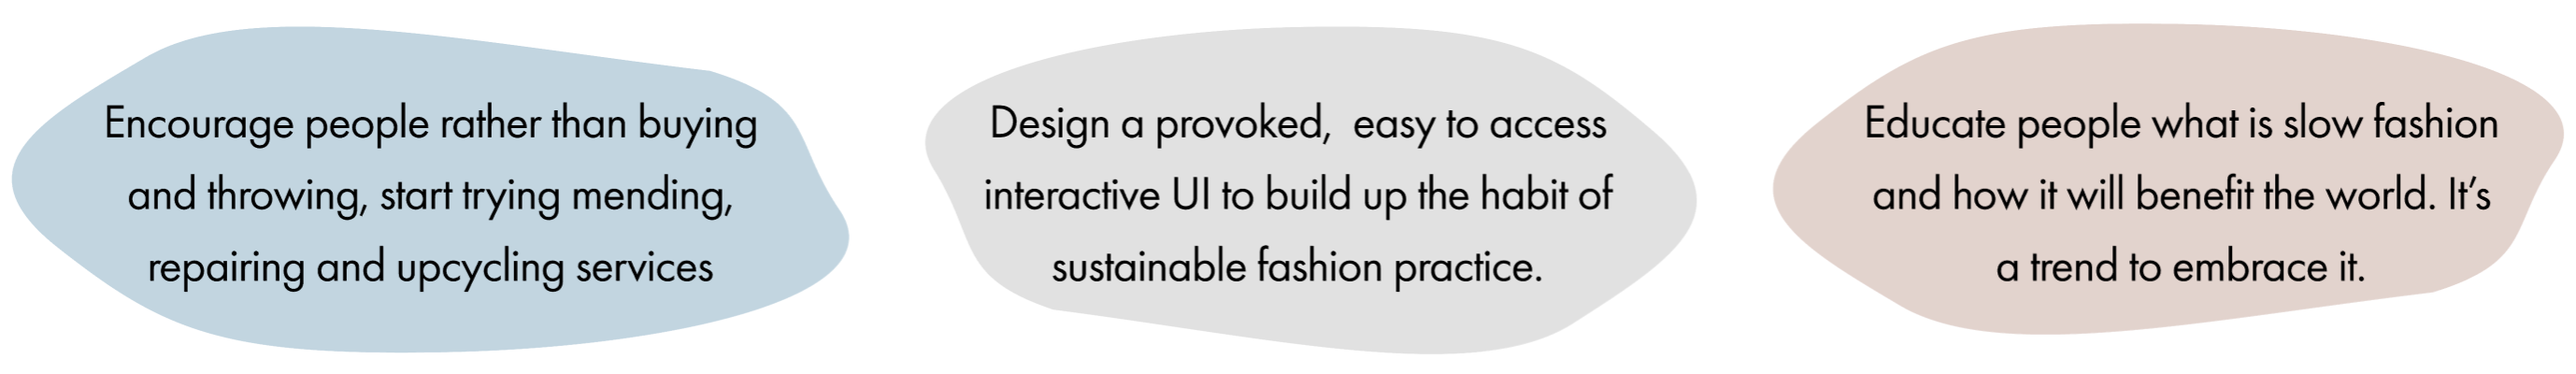 Encourage people rather than buying
and throwing, start trying mending,
repairing and upcycling services
Design a provoked,  easy to access
interactive UI to build up the habit of
sustainable fashion practice.
Educate people what is slow fashion
and how it will benefit the world. It’s
a trend to embrace it.